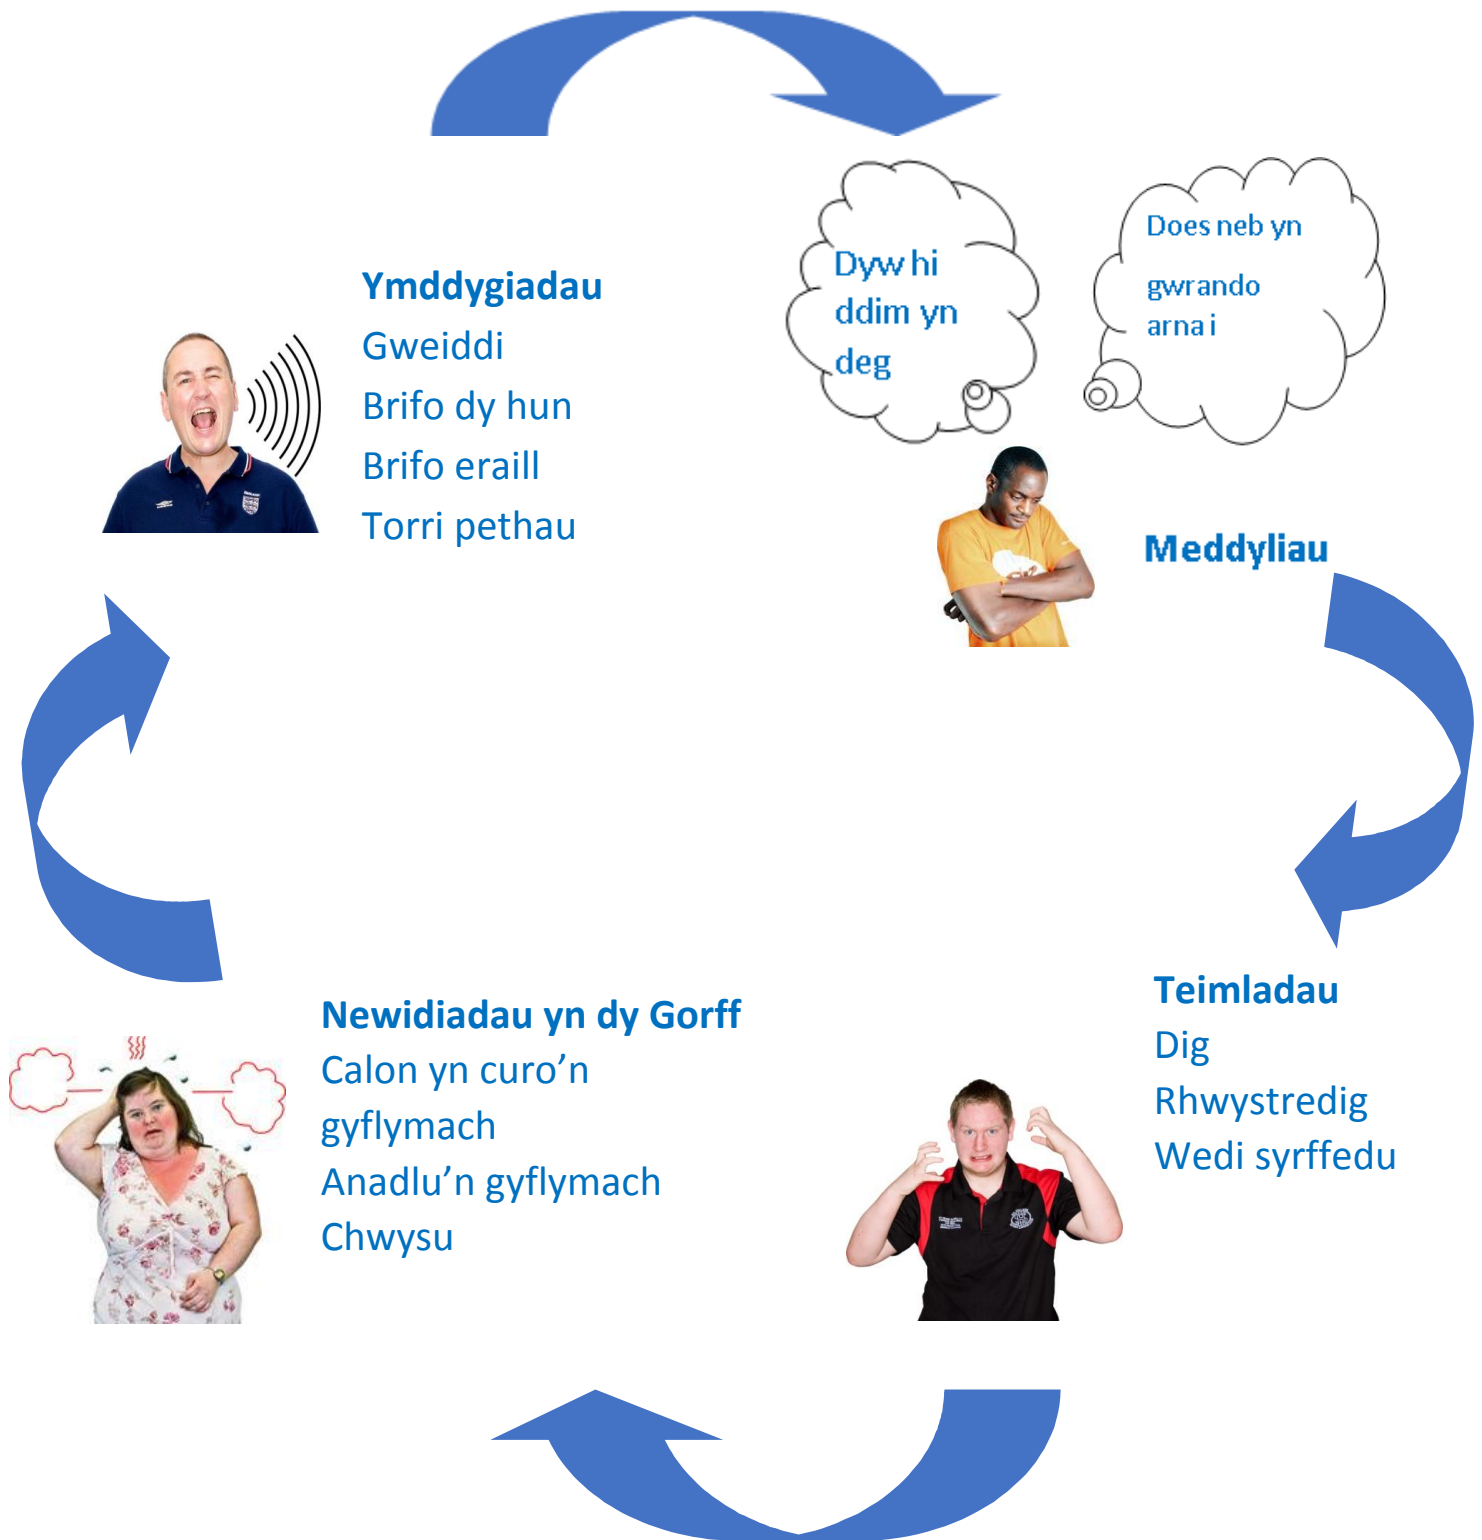 Ymddygiadau
Gweiddi
Brifo dy hun
Brifo eraill
Torri pethau
Dyw hi
ddim yn
deg
Does neb yn
gwrando
arna i
Meddyliau
Teimladau
Dig
Rhwystredig
Wedi syrffedu
Newidiadau yn dy Gorff
Calon yn curo’n
gyflymach
Anadlu’n gyflymach
Chwysu